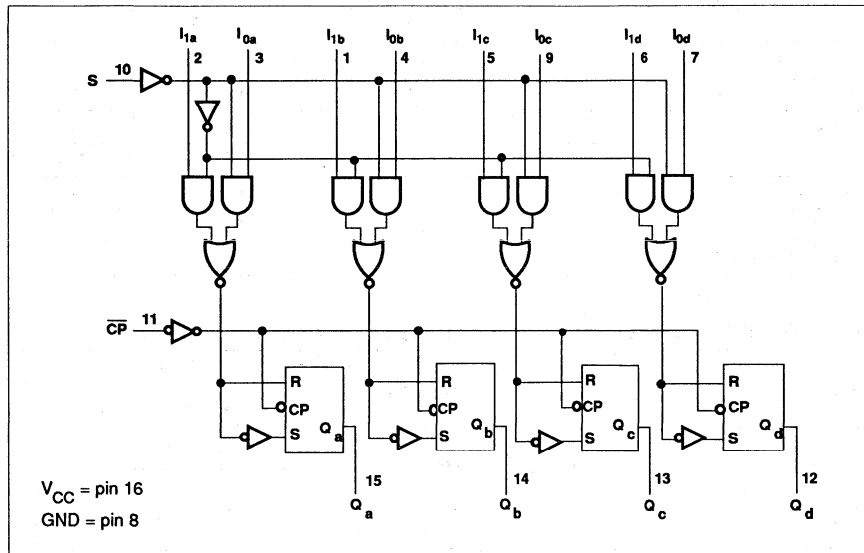 I1a I0a I1b I0b I1c I0c I1d I0d
2 3 1 4 5 9 6 7
S 10
CP 11
R R R R
CP CP CP CP
Qa Qb Qc Qd
S S S S
15 14 13 12
Qa Qb Qc Qd
VCC = pin 16
GND = pin 8